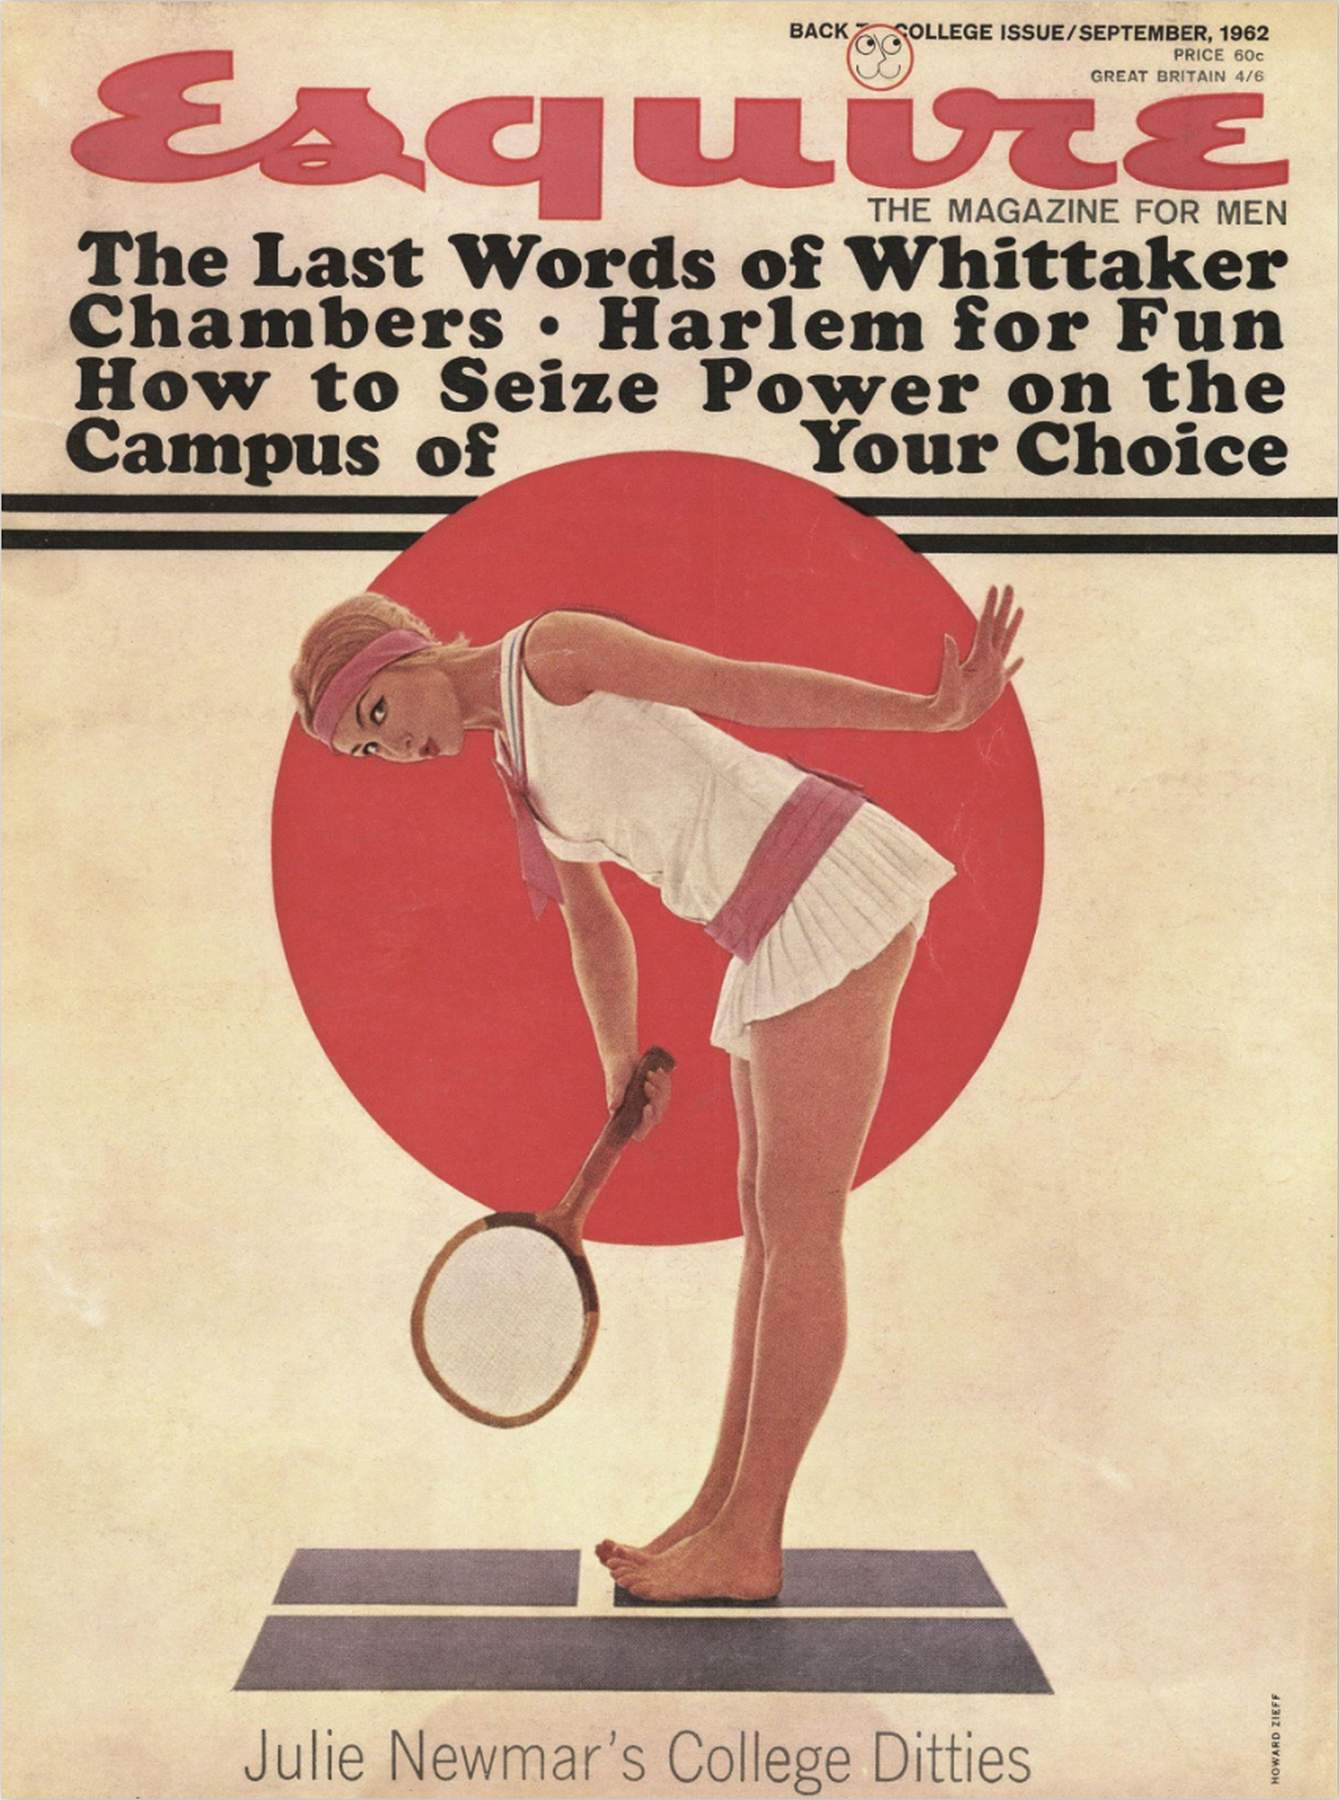 BACK TO COLLEGE ISSUE/SEPTEMBER, 1962
PRICE 60c
GREAT BRITAIN 4/6
Esquire
THE MAGAZINE FOR MEN
The Last Words of Whittaker
Chambers • Harlem for Fun
How to Seize Power on the
Campus of Your Choice
Julie Newmar's College Ditties
HOWARD ZIEFF